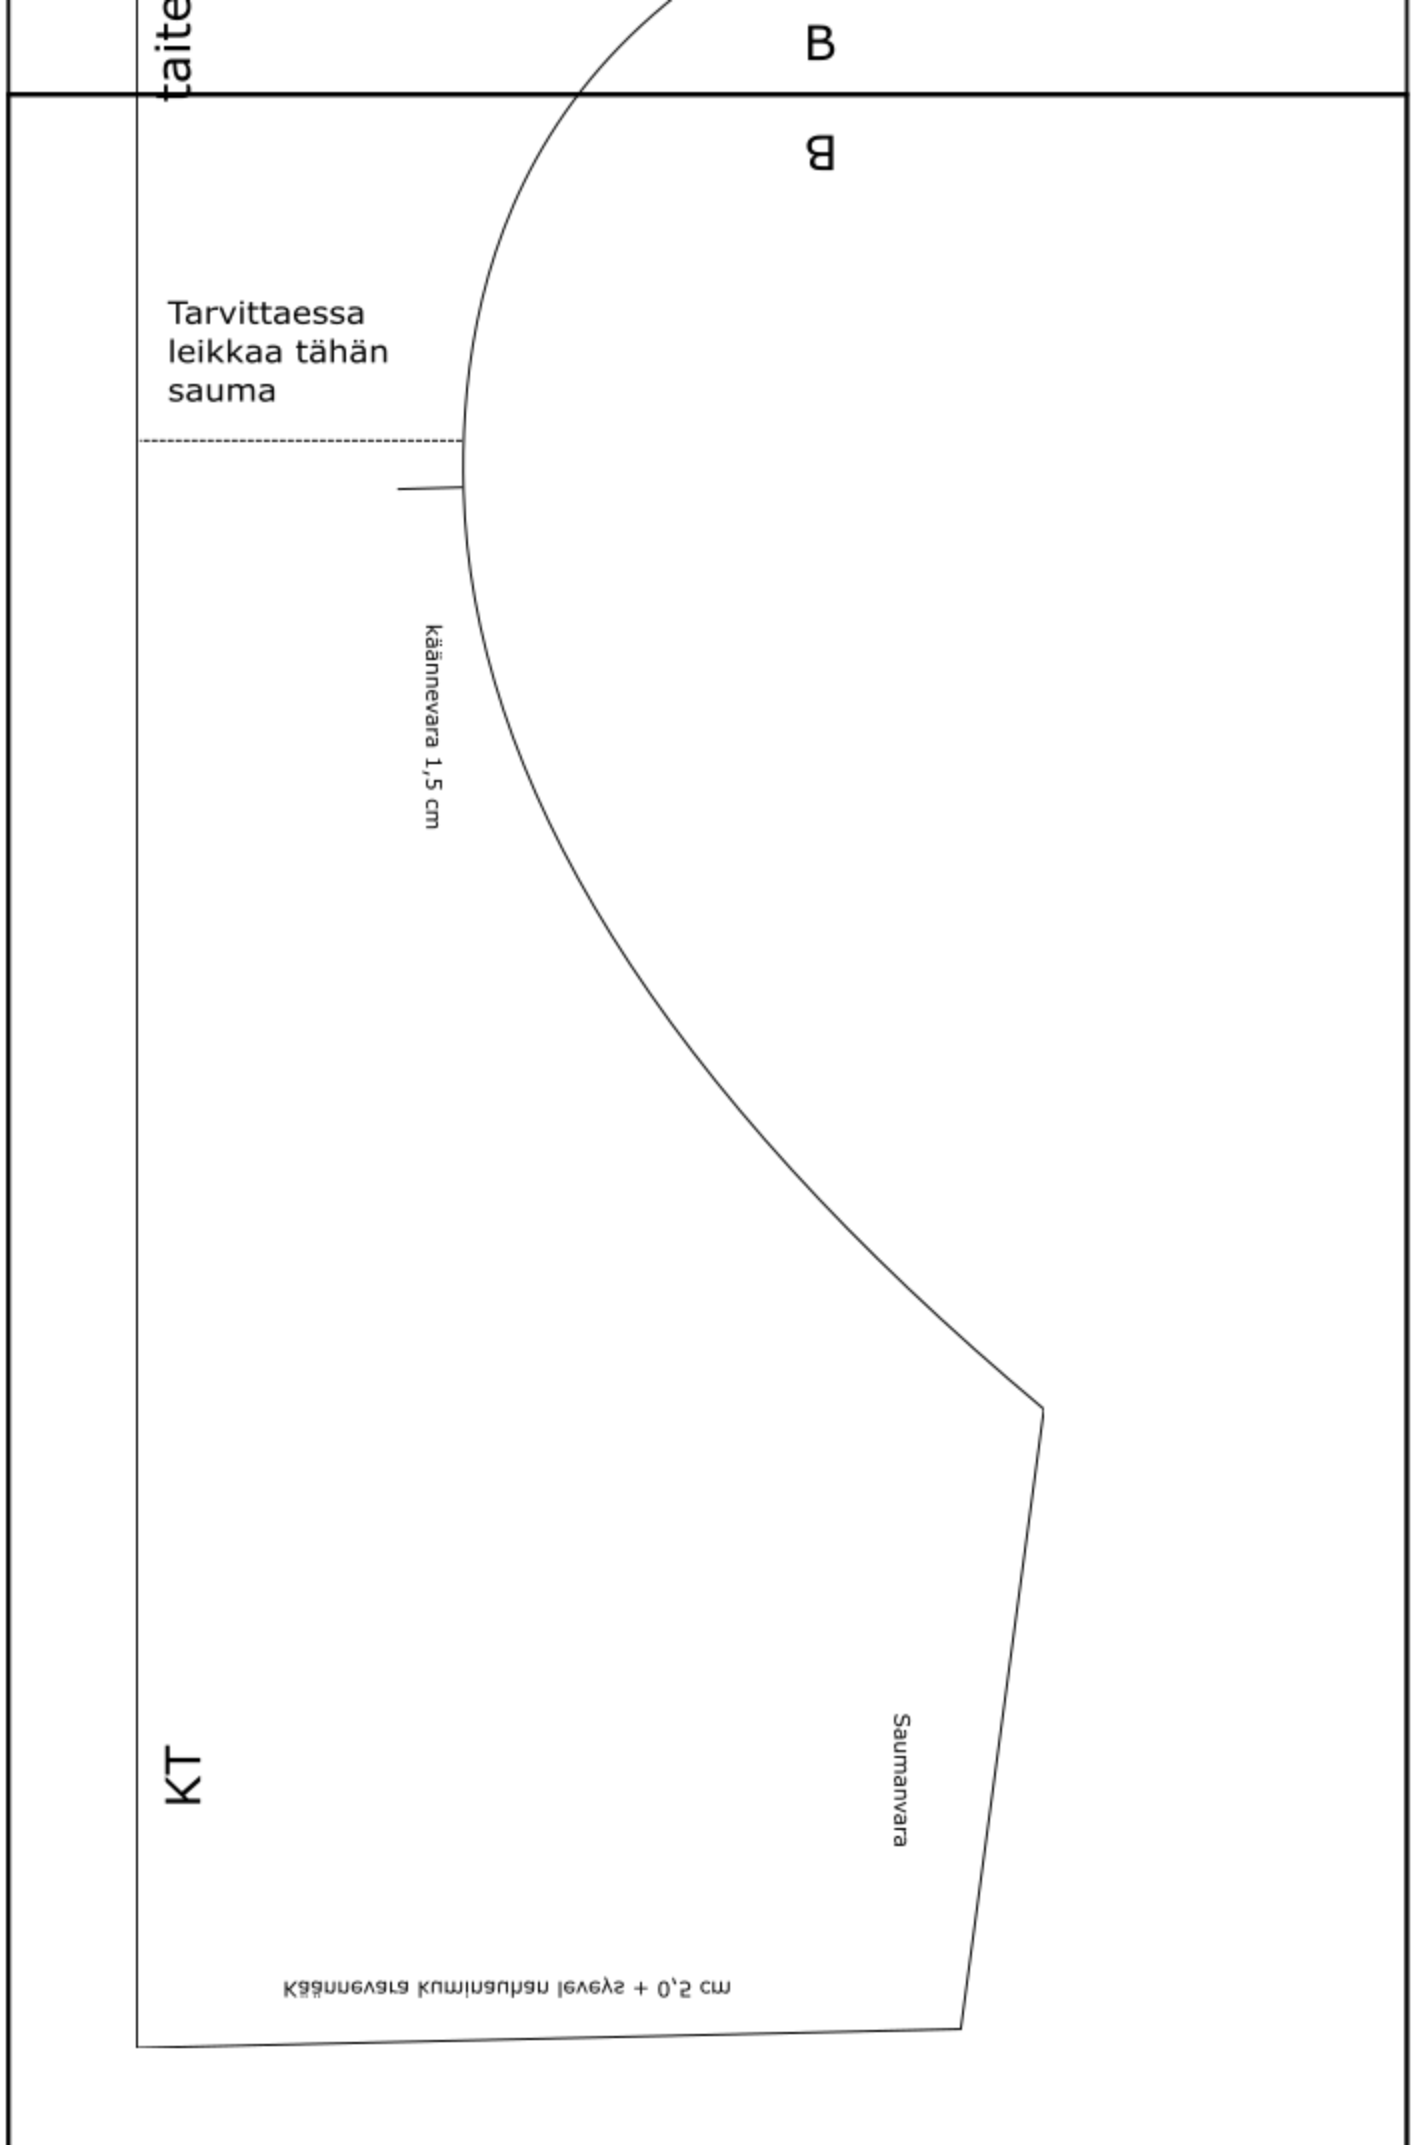 taite
B
B
Tarvittaessa
leikkaa tähän
sauma
käännevara 1,5 cm
KT
Saumanvara
Käännevara kuminauhan leveys + 0,5 cm